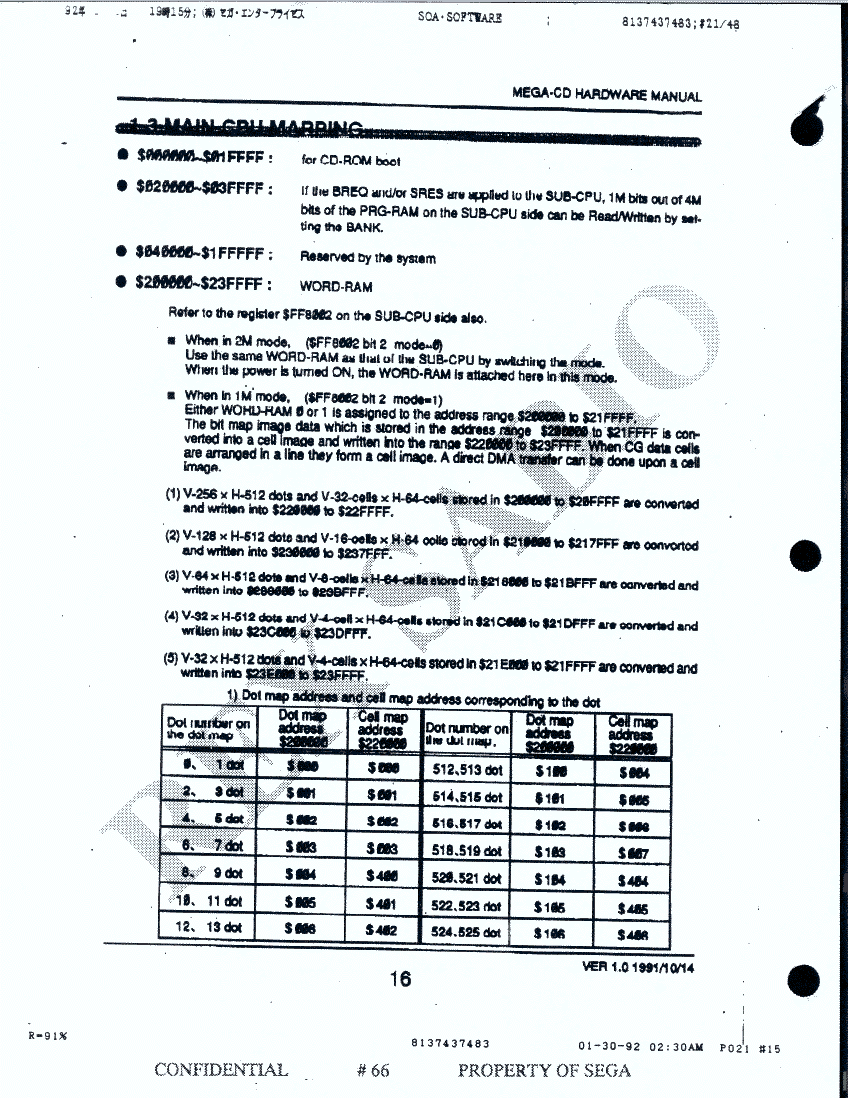 19時15分; (株)セガ・エンタープライゼス SOA・SOFTWARE ; 8137437483;#21/48
MEGA-CD HARDWARE MANUAL
1.3 MAIN CPU MAPPING
● $000000~$01FFFF : for CD-ROM boot
● $020000~$03FFFF : If the BREQ and/or SRES are applied to the SUB-CPU, 1M bits out of 4M
bits of the PRG-RAM on the SUB-CPU side can be Read/Written by set-
ting the BANK.
● $040000~$1FFFFF : Reserved by the system
● $200000~$23FFFF : WORD-RAM
Refer to the register $FF8002 on the SUB-CPU side also.
■ When in 2M mode, ($FF8002 bit 2 mode=0)
Use the same WORD-RAM as that of the SUB-CPU by switching the mode.
When the power is turned ON, the WORD-RAM is attached here in this mode.
■ When in 1M mode, ($FF8002 bit 2 mode=1)
Either WORD-RAM 0 or 1 is assigned to the address range $200000 to $21FFFF.
The bit map image data which is stored in the address range $200000 to $21FFFF is con-
verted into a cell image and written into the range $220000 to $23FFFF. When CG data cells
are arranged in a line they form a cell image. A direct DMA transfer can be done upon a cell
image.
(1) V-256 x H-512 dots and V-32-cells x H-64-cells stored in $200000 to $20FFFF are converted
and written into $220000 to $22FFFF.
(2) V-128 x H-512 dots and V-16-cells x H-64 cells stored in $210000 to $217FFF are converted
and written into $230000 to $237FFF.
(3) V-64 x H-512 dots and V-8-cells x H-64-cells stored in $218000 to $21BFFF are converted and
written into $238000 to $23BFFF.
(4) V-32 x H-512 dots and V-4-cell x H-64-cells stored in $21C000 to $21DFFF are converted and
written into $23C000 to $23DFFF.
(5) V-32 x H-512 dots and V-4-cells x H-64-cells stored in $21E000 to $21FFFF are converted and
written into $23E000 to $23FFFF.
1) Dot map address and cell map address corresponding to the dot
Dot number on the dot map Dot map address $200000 Cell map address $220000 Dot number on the dot map. Dot map address $200000 Cell map address $220000
0、 1 dot $000 $000 512.513 dot $100 $004
2、 3 dot $001 $001 514.515 dot $101 $005
4、 5 dot $002 $002 516.517 dot $102 $006
6、 7 dot $003 $003 518.519 dot $103 $007
8、 9 dot $004 $400 520.521 dot $104 $404
10、 11 dot $005 $401 522.523 dot $105 $405
12、 13 dot $006 $402 524.525 dot $106 $406
VER 1.0 1991/10/14
16
R=91% 8137437483 01-30-92 02:30AM P021 #15
CONFIDENTIAL # 66 PROPERTY OF SEGA